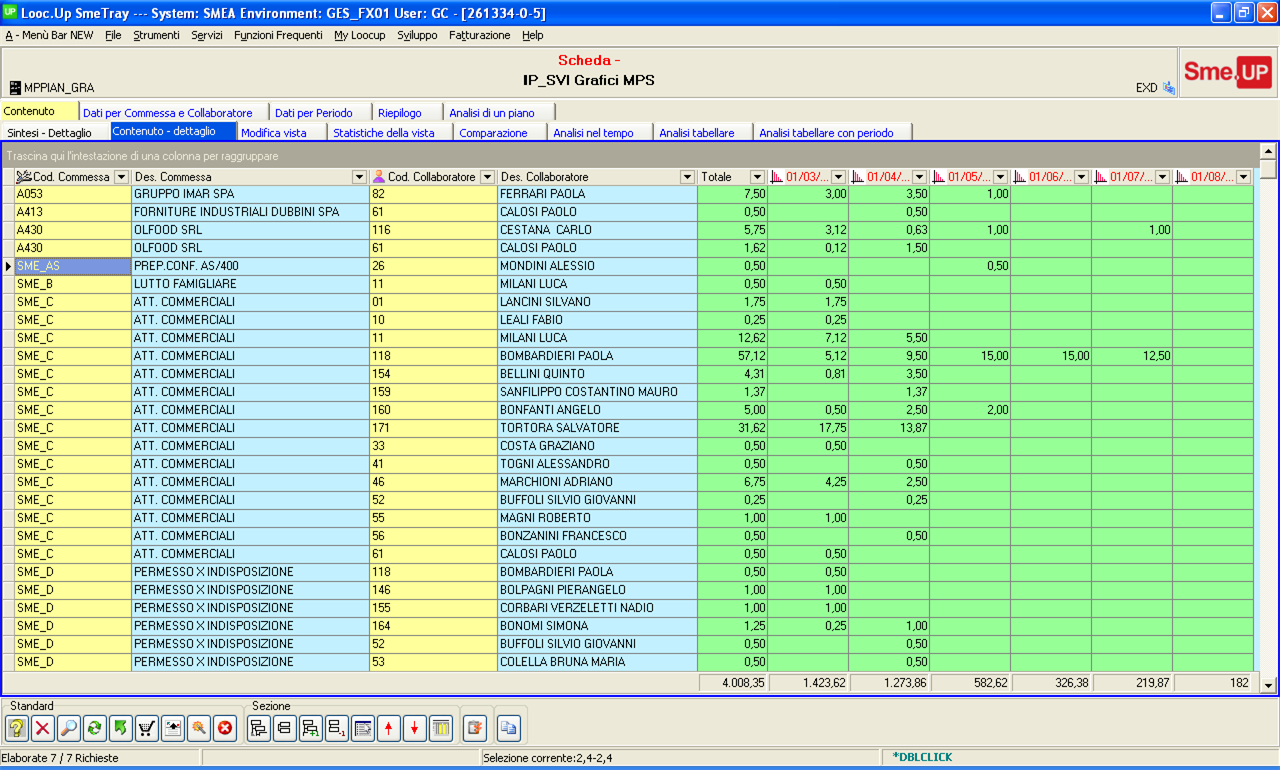 UP Looc.Up SmeTray --- System: SMEA Environment: GES_FX01 User: GC - [261334-0-5]
A - Menù Bar NEW File Strumenti Servizi Funzioni Frequenti My Loocup Sviluppo Fatturazione Help
Scheda -
IP_SVI Grafici MPS
MPPIAN_GRA
EXD
Sme.UP
Contenuto Dati per Commessa e Collaboratore Dati per Periodo Riepilogo Analisi di un piano
Sintesi - Dettaglio Contenuto - dettaglio Modifica vista Statistiche della vista Comparazione Analisi nel tempo Analisi tabellare Analisi tabellare con periodo
Trascina qui l'intestazione di una colonna per raggruppare
Cod. Commessa Des. Commessa Cod. Collaboratore Des. Collaboratore Totale 01/03/... 01/04/... 01/05/... 01/06/... 01/07/... 01/08/...
A053 GRUPPO IMAR SPA 82 FERRARI PAOLA 7,50 3,00 3,50 1,00
A413 FORNITURE INDUSTRIALI DUBBINI SPA 61 CALOSI PAOLO 0,50 0,50
A430 OLFOOD SRL 116 CESTANA CARLO 5,75 3,12 0,63 1,00 1,00
A430 OLFOOD SRL 61 CALOSI PAOLO 1,62 0,12 1,50
SME_AS PREP.CONF. AS/400 26 MONDINI ALESSIO 0,50 0,50
SME_B LUTTO FAMIGLIARE 11 MILANI LUCA 0,50 0,50
SME_C ATT. COMMERCIALI 01 LANCINI SILVANO 1,75 1,75
SME_C ATT. COMMERCIALI 10 LEALI FABIO 0,25 0,25
SME_C ATT. COMMERCIALI 11 MILANI LUCA 12,62 7,12 5,50
SME_C ATT. COMMERCIALI 118 BOMBARDIERI PAOLA 57,12 5,12 9,50 15,00 15,00 12,50
SME_C ATT. COMMERCIALI 154 BELLINI QUINTO 4,31 0,81 3,50
SME_C ATT. COMMERCIALI 159 SANFILIPPO COSTANTINO MAURO 1,37 1,37
SME_C ATT. COMMERCIALI 160 BONFANTI ANGELO 5,00 0,50 2,50 2,00
SME_C ATT. COMMERCIALI 171 TORTORA SALVATORE 31,62 17,75 13,87
SME_C ATT. COMMERCIALI 33 COSTA GRAZIANO 0,50 0,50
SME_C ATT. COMMERCIALI 41 TOGNI ALESSANDRO 0,50 0,50
SME_C ATT. COMMERCIALI 46 MARCHIONI ADRIANO 6,75 4,25 2,50
SME_C ATT. COMMERCIALI 52 BUFFOLI SILVIO GIOVANNI 0,25 0,25
SME_C ATT. COMMERCIALI 55 MAGNI ROBERTO 1,00 1,00
SME_C ATT. COMMERCIALI 56 BONZANINI FRANCESCO 0,50 0,50
SME_C ATT. COMMERCIALI 61 CALOSI PAOLO 0,50 0,50
SME_D PERMESSO X INDISPOSIZIONE 118 BOMBARDIERI PAOLA 0,50 0,50
SME_D PERMESSO X INDISPOSIZIONE 146 BOLPAGNI PIERANGELO 1,00 1,00
SME_D PERMESSO X INDISPOSIZIONE 155 CORBARI VERZELETTI NADIO 1,00 1,00
SME_D PERMESSO X INDISPOSIZIONE 164 BONOMI SIMONA 1,25 0,25 1,00
SME_D PERMESSO X INDISPOSIZIONE 52 BUFFOLI SILVIO GIOVANNI 0,50 0,50
SME_D PERMESSO X INDISPOSIZIONE 53 COLELLA BRUNA MARIA 0,50 0,50
4.008,35 1.423,62 1.273,86 582,62 326,38 219,87 182
Standard Sezione
Elaborate 7 / 7 Richieste Selezione corrente:2,4-2,4 *DBLCLICK